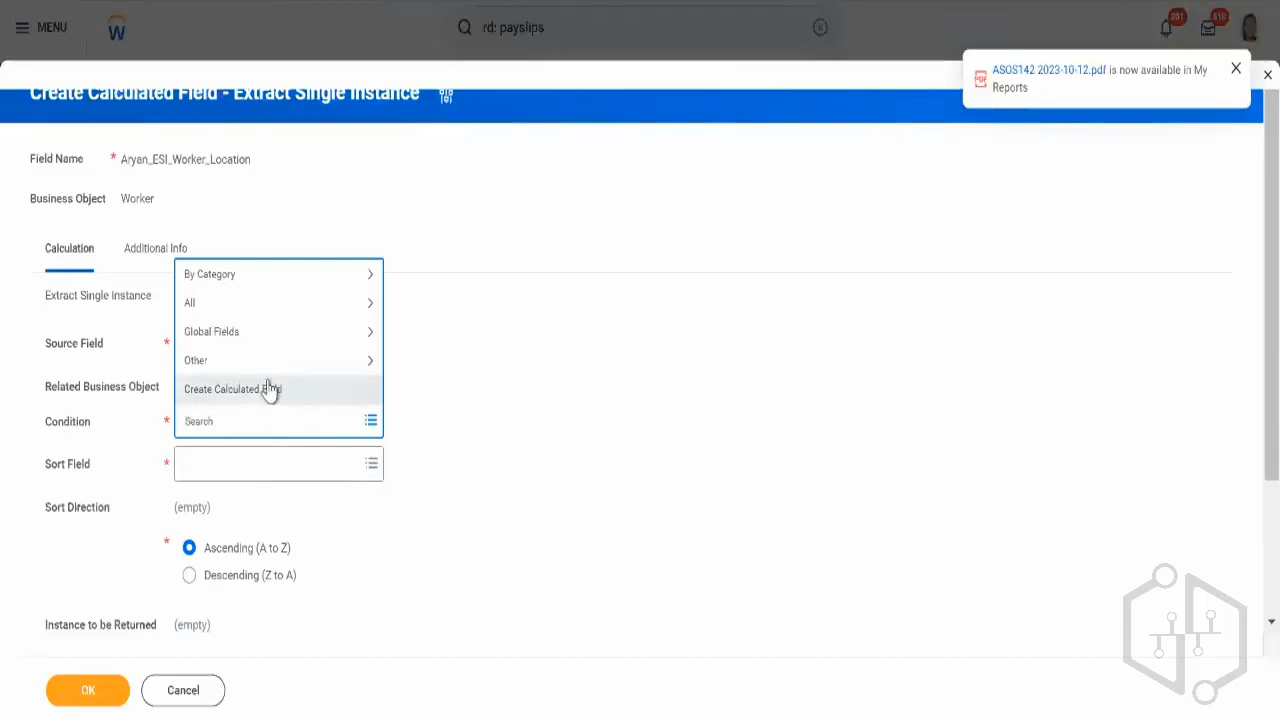 MENU
rd: payslips
201
610
ASOS142 2023-10-12.pdf is now available in My
Reports
Create Calculated Field - Extract Single Instance
Field Name * Aryan_ESI_Worker_Location
Business Object Worker
Calculation Additional Info
Extract Single Instance
Source Field *
Related Business Object
Condition *
By Category
All
Global Fields
Other
Create Calculated Field
Search
Sort Field *
Sort Direction (empty)
* Ascending (A to Z)
Descending (Z to A)
Instance to be Returned (empty)
OK Cancel